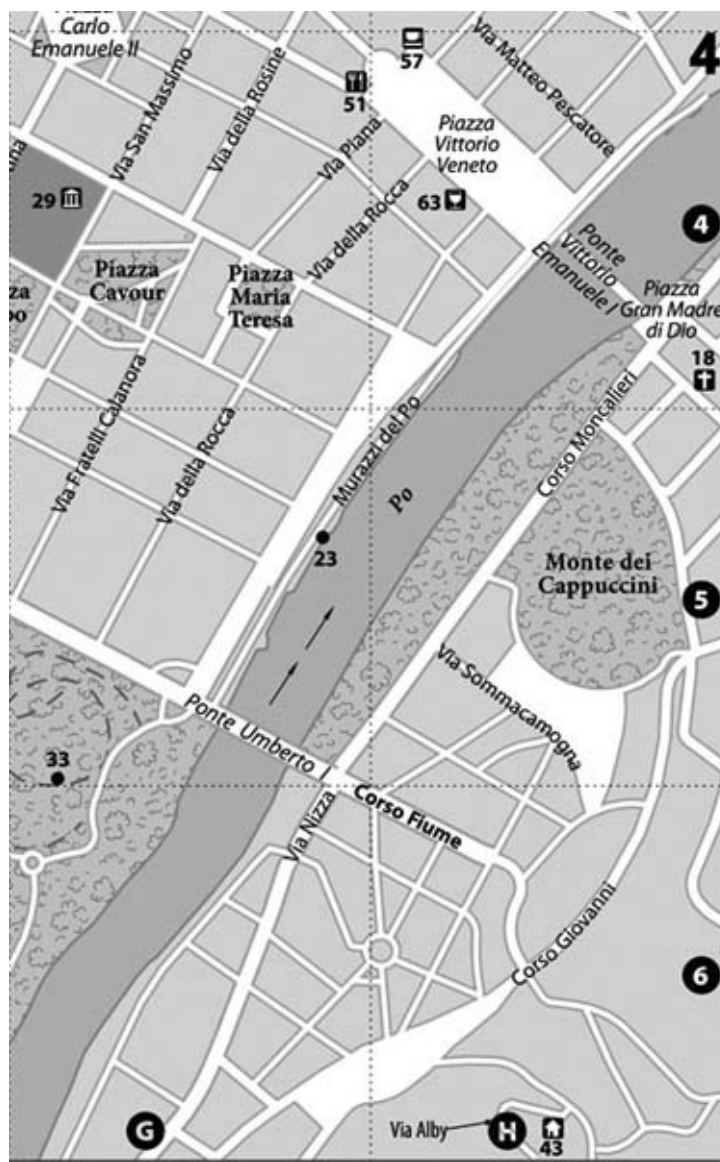 Piazza
Carlo
Emanuele II
Via San Massimo
Via della Rosine
51
57
Via Matteo Pescatore
4
Piazza
Vittorio
Veneto
Via Plana
Via della Rocca
63
29
Piazza
Cavour
Piazza
Maria
Teresa
Ponte
Vittorio
Emanuele I
4
Piazza
Gran Madre
di Dio
18
Via Fratelli Calanora
Via della Rocca
Murazzi del Po
Po
23
Corso Moncalieri
Monte dei
Cappuccini
5
Via Sommacamogna
Ponte Umberto I
33
Corso Fiume
Via Nizza
Corso Giovanni
6
G
Via Alby
H
43